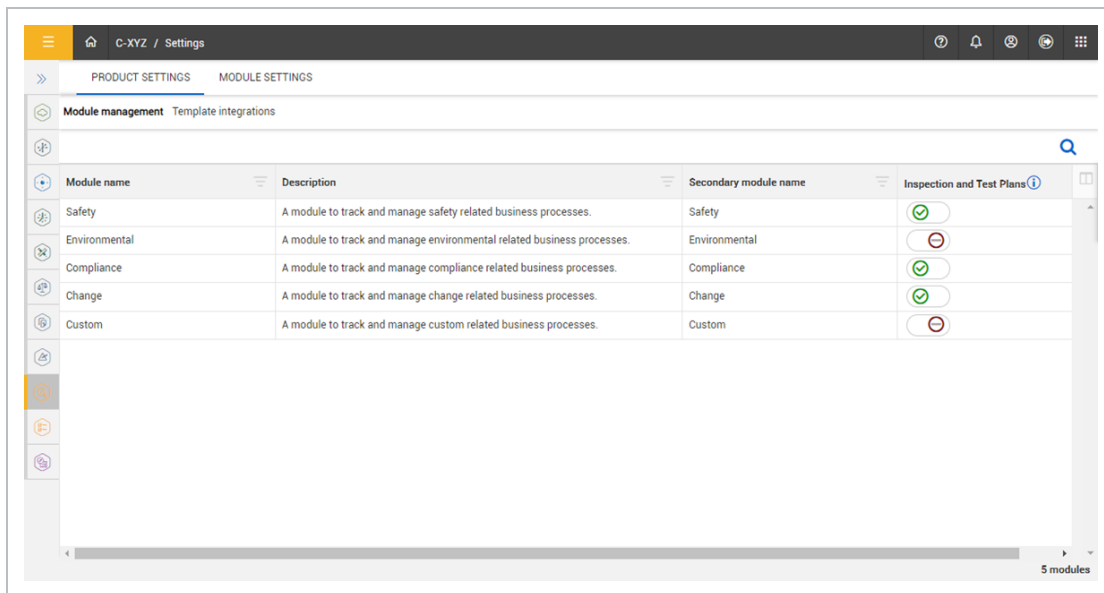 C-XYZ / Settings
PRODUCT SETTINGS MODULE SETTINGS
Module management Template integrations
Module name Description Secondary module name Inspection and Test Plans
Safety A module to track and manage safety related business processes. Safety
Environmental A module to track and manage environmental related business processes. Environmental
Compliance A module to track and manage compliance related business processes. Compliance
Change A module to track and manage change related business processes. Change
Custom A module to track and manage custom related business processes. Custom
5 modules